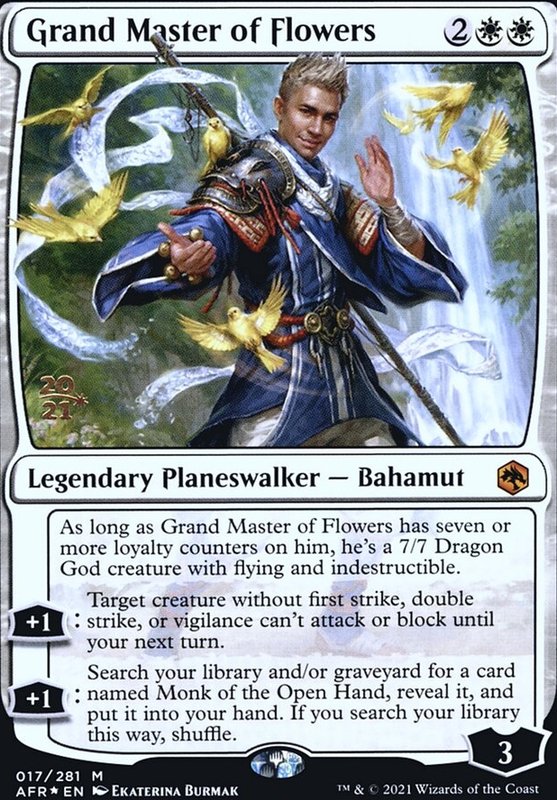 Grand Master of Flowers 2
20
21
Legendary Planeswalker — Bahamut
As long as Grand Master of Flowers has seven or
more loyalty counters on him, he's a 7/7 Dragon
God creature with flying and indestructible.
+1: Target creature without first strike, double
strike, or vigilance can't attack or block until
your next turn.
+1: Search your library and/or graveyard for a card
named Monk of the Open Hand, reveal it, and
put it into your hand. If you search your library
this way, shuffle.
3
017/281 M
AFR★EN Ekaterina Burmak
™ & © 2021 Wizards of the Coast